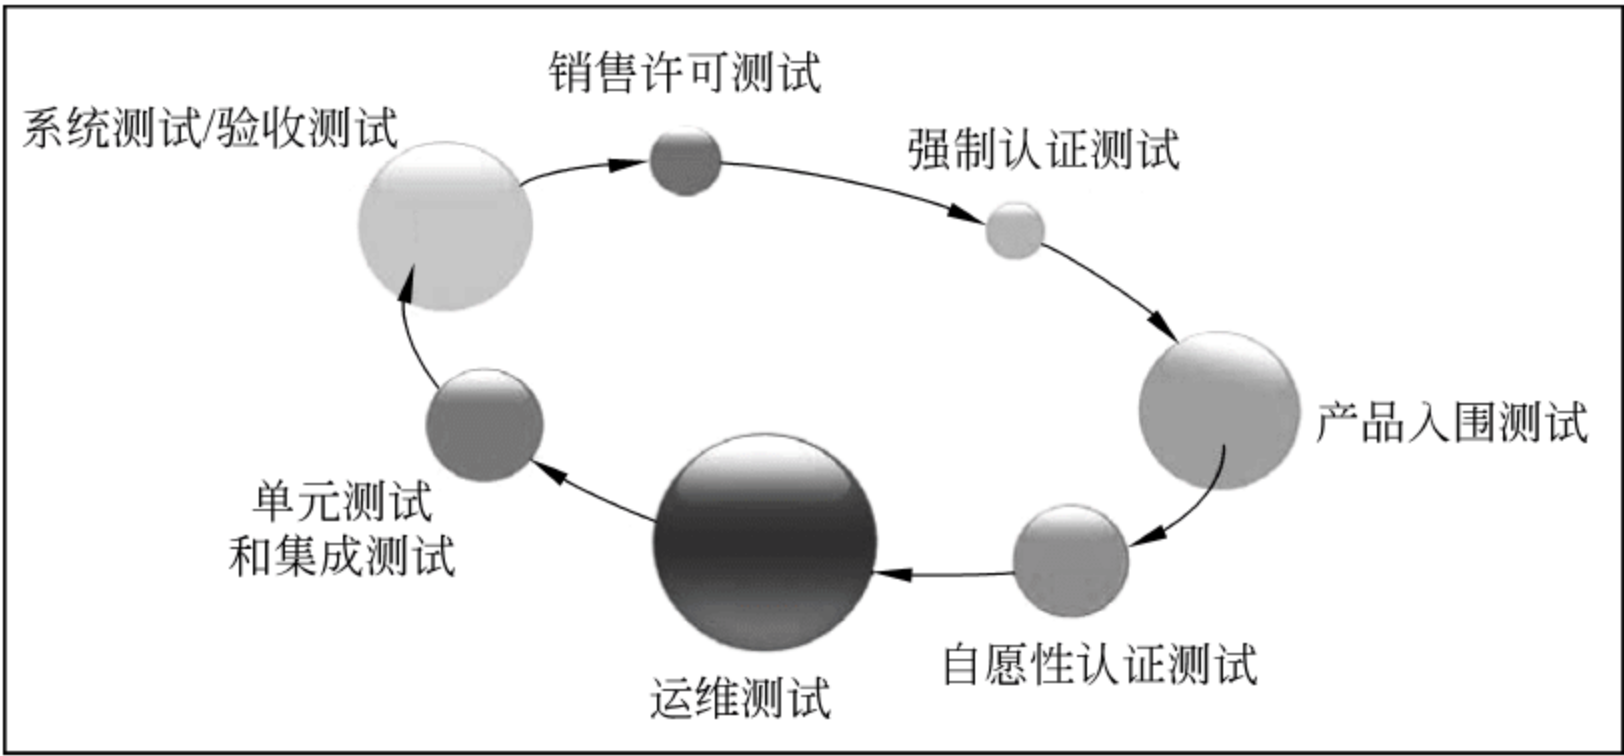 销售许可测试
系统测试/验收测试
强制认证测试
产品入围测试
单元测试
和集成测试
自愿性认证测试
运维测试